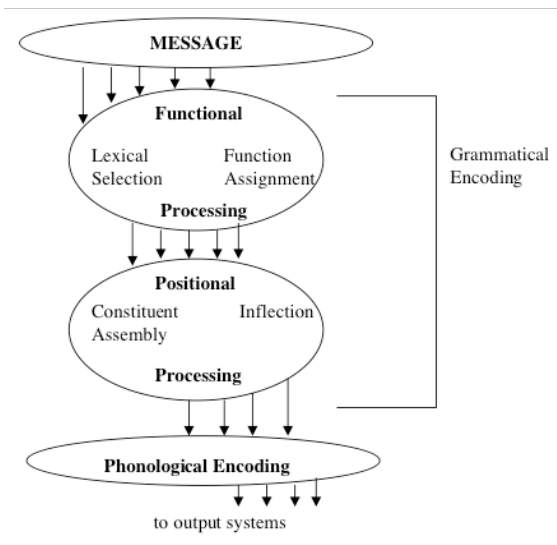 MESSAGE
Functional
Lexical
Selection
Function
Assignment
Processing
Grammatical
Encoding
Positional
Constituent
Assembly
Inflection
Processing
Phonological Encoding
to output systems